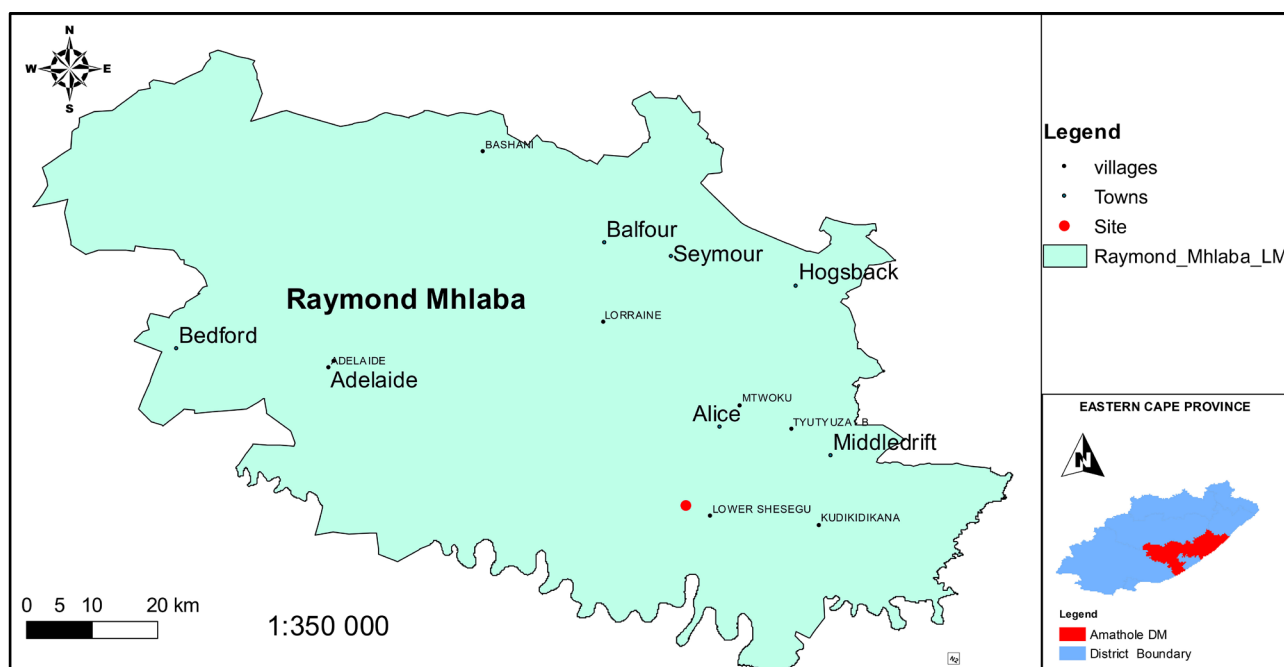 N
W E
S
BASHANI
Balfour
Seymour
Hogsback
Raymond Mhlaba
LORRAINE
Bedford
ADELAIDE
Adelaide
MTWOKU
Alice
TYUTYUZA B
Middledrift
LOWER SHESEGU
KUDIKIDIKANA
0 5 10 20 km
1:350 000
Legend
villages
Towns
Site
Raymond_Mhlaba_LM
EASTERN CAPE PROVINCE
N
Legend
Amathole DM
District Boundary